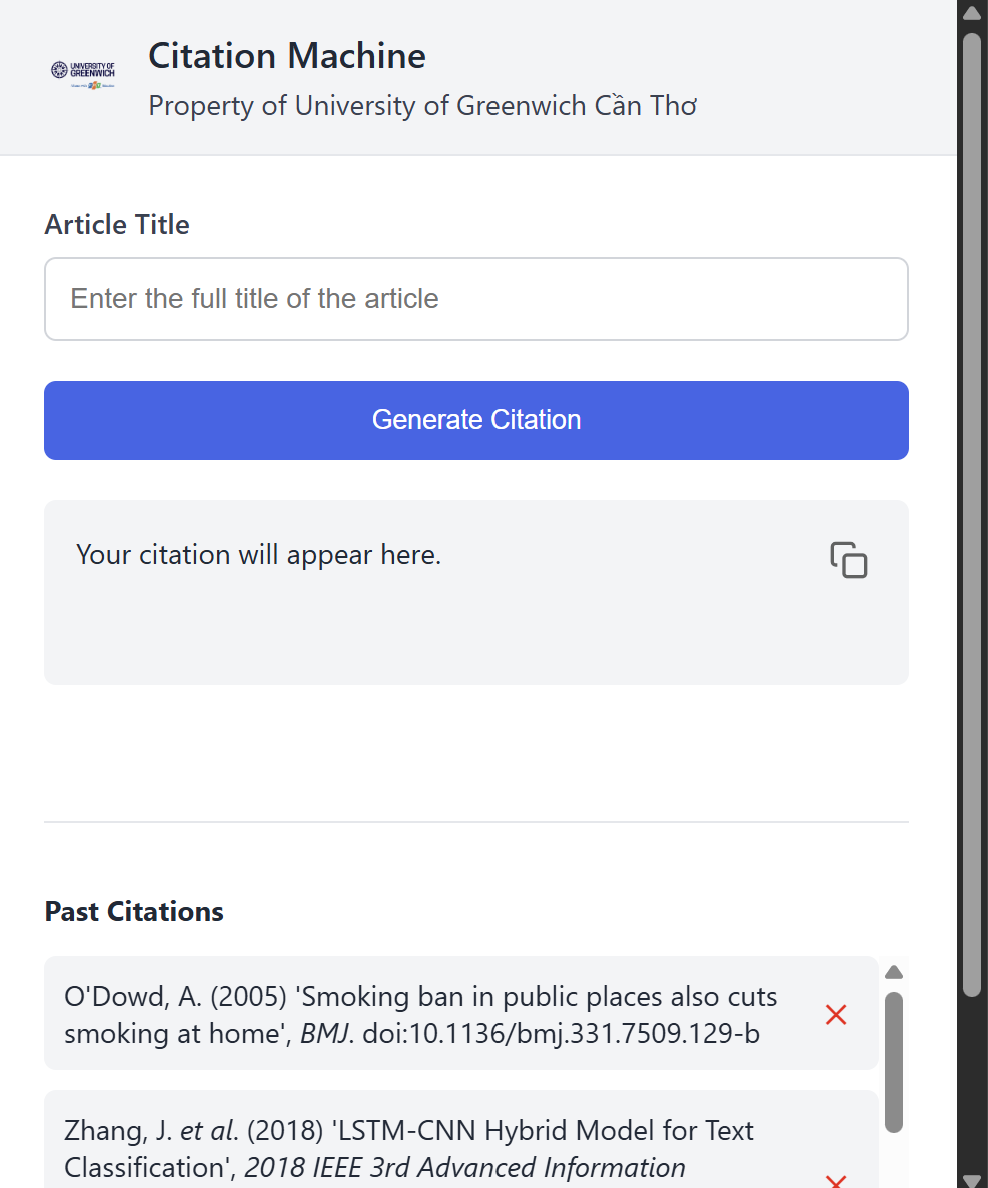 UNIVERSITY OF
GREENWICH
Citation Machine
Property of University of Greenwich Cần Thơ
Article Title
Enter the full title of the article
Generate Citation
Your citation will appear here.
Past Citations
O'Dowd, A. (2005) 'Smoking ban in public places also cuts
smoking at home', BMJ. doi:10.1136/bmj.331.7509.129-b
Zhang, J. et al. (2018) 'LSTM-CNN Hybrid Model for Text
Classification', 2018 IEEE 3rd Advanced Information